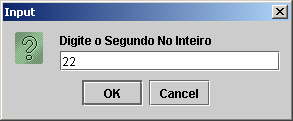 Input
Digite o Segundo No Inteiro
22
OK
Cancel